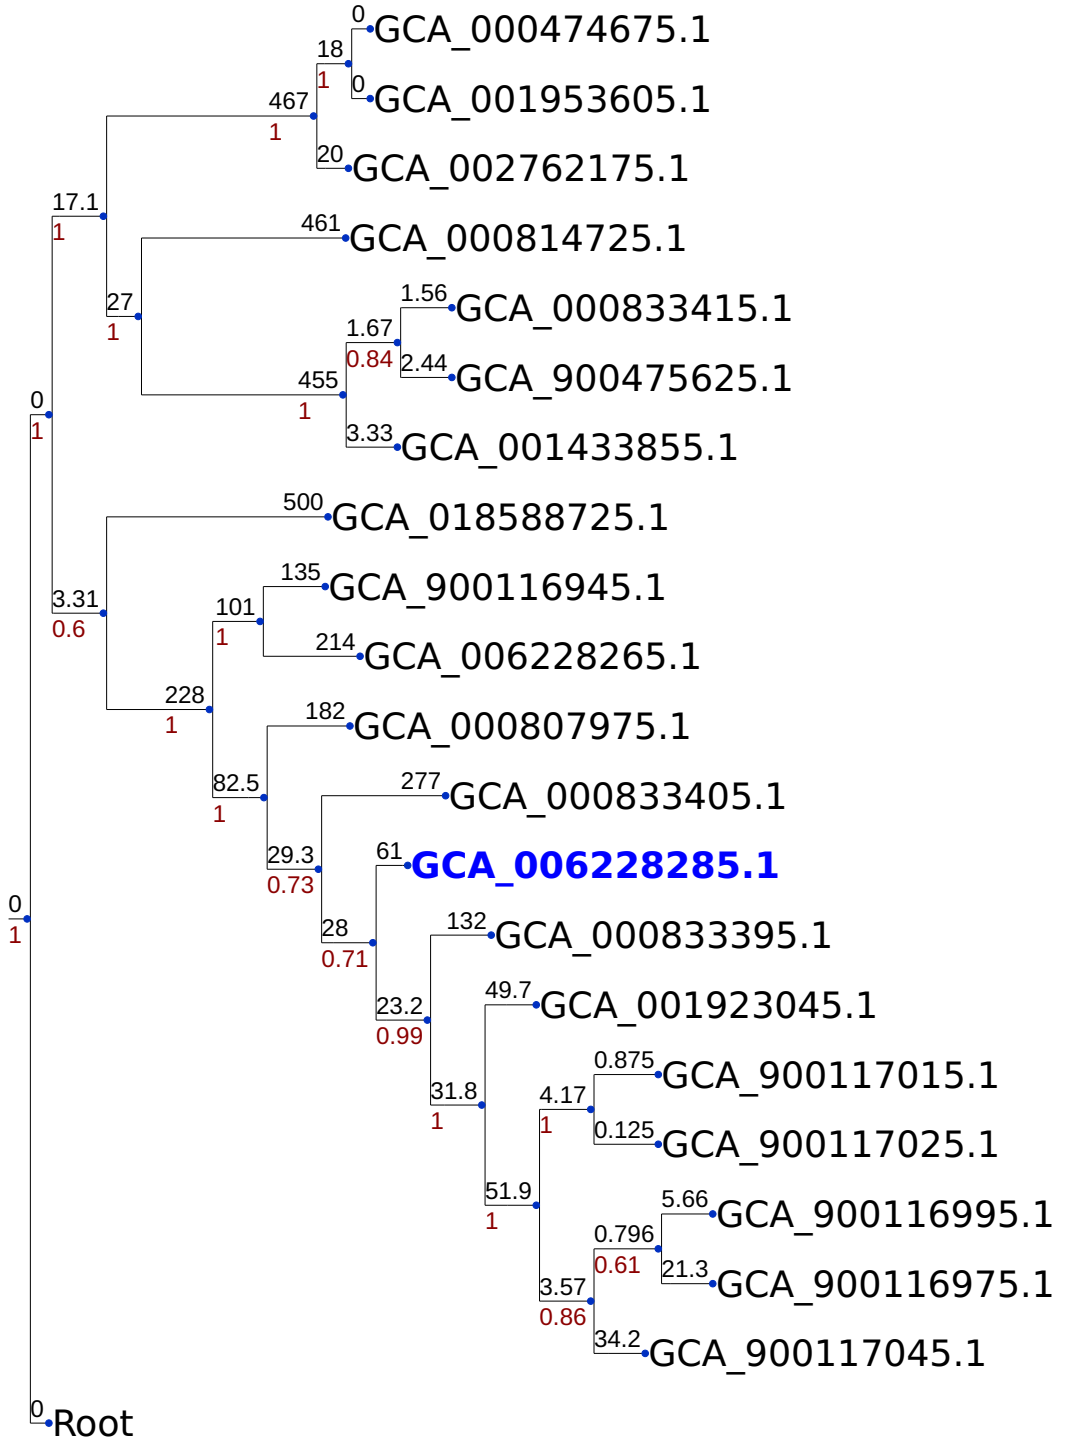 0
GCA_000474675.1
18
1
0
GCA_001953605.1
467
1
20
GCA_002762175.1
17.1
1
461
GCA_000814725.1
27
1
1.56
GCA_000833415.1
1.67
0.84
2.44
GCA_900475625.1
455
1
3.33
GCA_001433855.1
0
1
500
GCA_018588725.1
135
GCA_900116945.1
3.31
0.6
101
1
214
GCA_006228265.1
228
1
182
GCA_000807975.1
82.5
1
277
GCA_000833405.1
29.3
0.73
61
GCA_006228285.1
0
1
28
0.71
132
GCA_000833395.1
23.2
0.99
49.7
GCA_001923045.1
31.8
1
0.875
GCA_900117015.1
4.17
1
0.125
GCA_900117025.1
51.9
1
5.66
GCA_900116995.1
0.796
0.61
21.3
GCA_900116975.1
3.57
0.86
34.2
GCA_900117045.1
0
Root